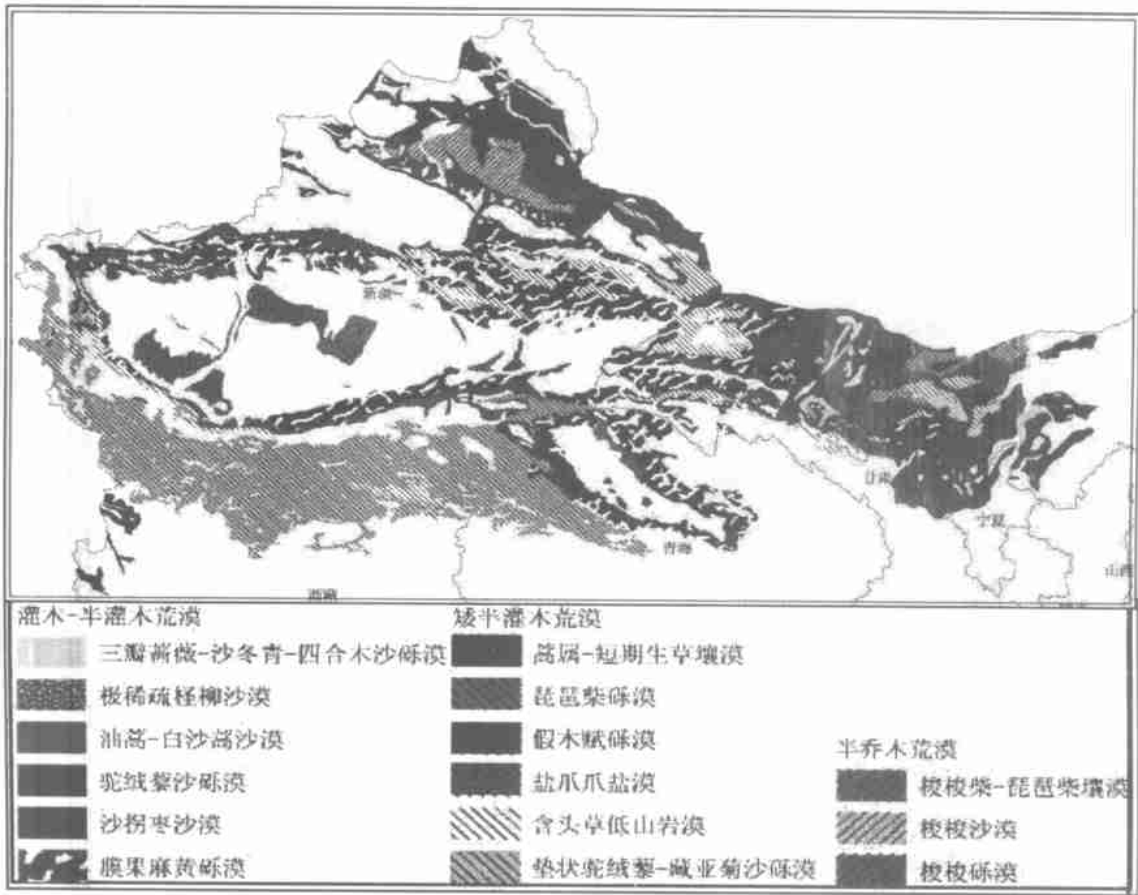 新疆
甘肃
宁夏
青海
山西
西藏
灌木-半灌木荒漠
三瓣蔷薇-沙冬青-四合木沙砾漠
极稀疏柽柳沙漠
油蒿-白沙蒿沙漠
驼绒藜沙砾漠
沙拐枣沙漠
膜果麻黄砾漠
矮半灌木荒漠
蒿属-短期生草壤漠
琵琶柴砾漠
假木贼砾漠
盐爪爪盐漠
合头草低山岩漠
垫状驼绒藜-藏亚菊沙砾漠
半乔木荒漠
梭梭柴-琵琶柴壤漠
梭梭沙漠
梭梭砾漠